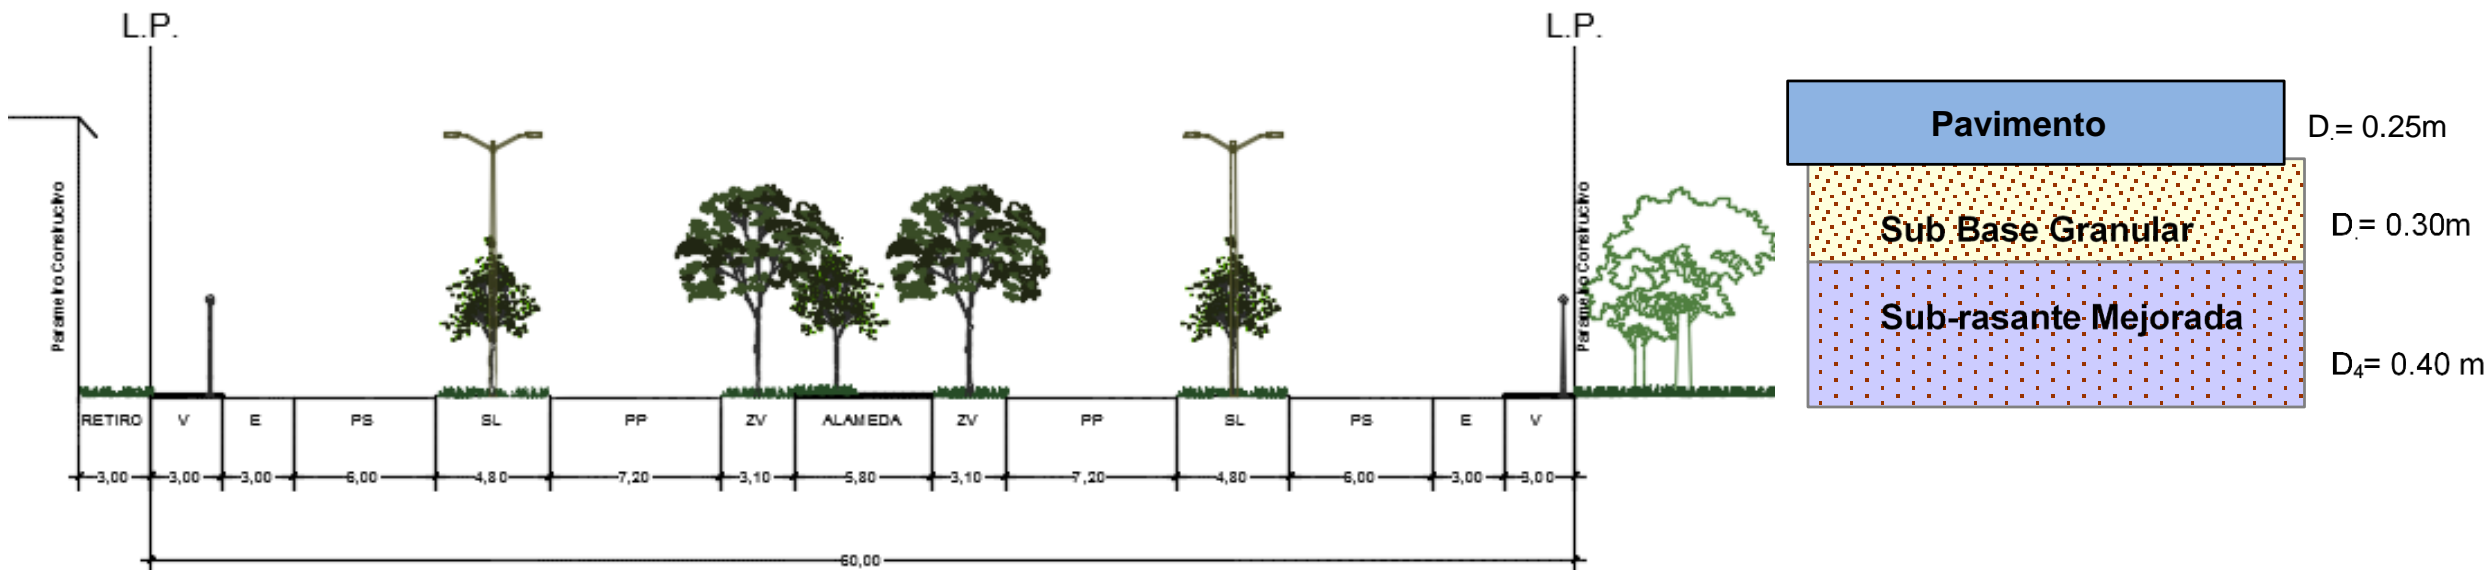 L.P.
L.P.
Parametro Constructivo
Parametro Constructivo
RETIRO V E PS SL PP ZV ALAMEDA ZV PP SL PS E V
3,00 3,00 3,00 6,00 4,80 7,20 3,10 5,80 3,10 7,20 4,80 6,00 3,00 3,00
60,00
Pavimento
D.= 0.25m
Sub Base Granular
D.= 0.30m
Sub-rasante Mejorada
D4= 0.40 m